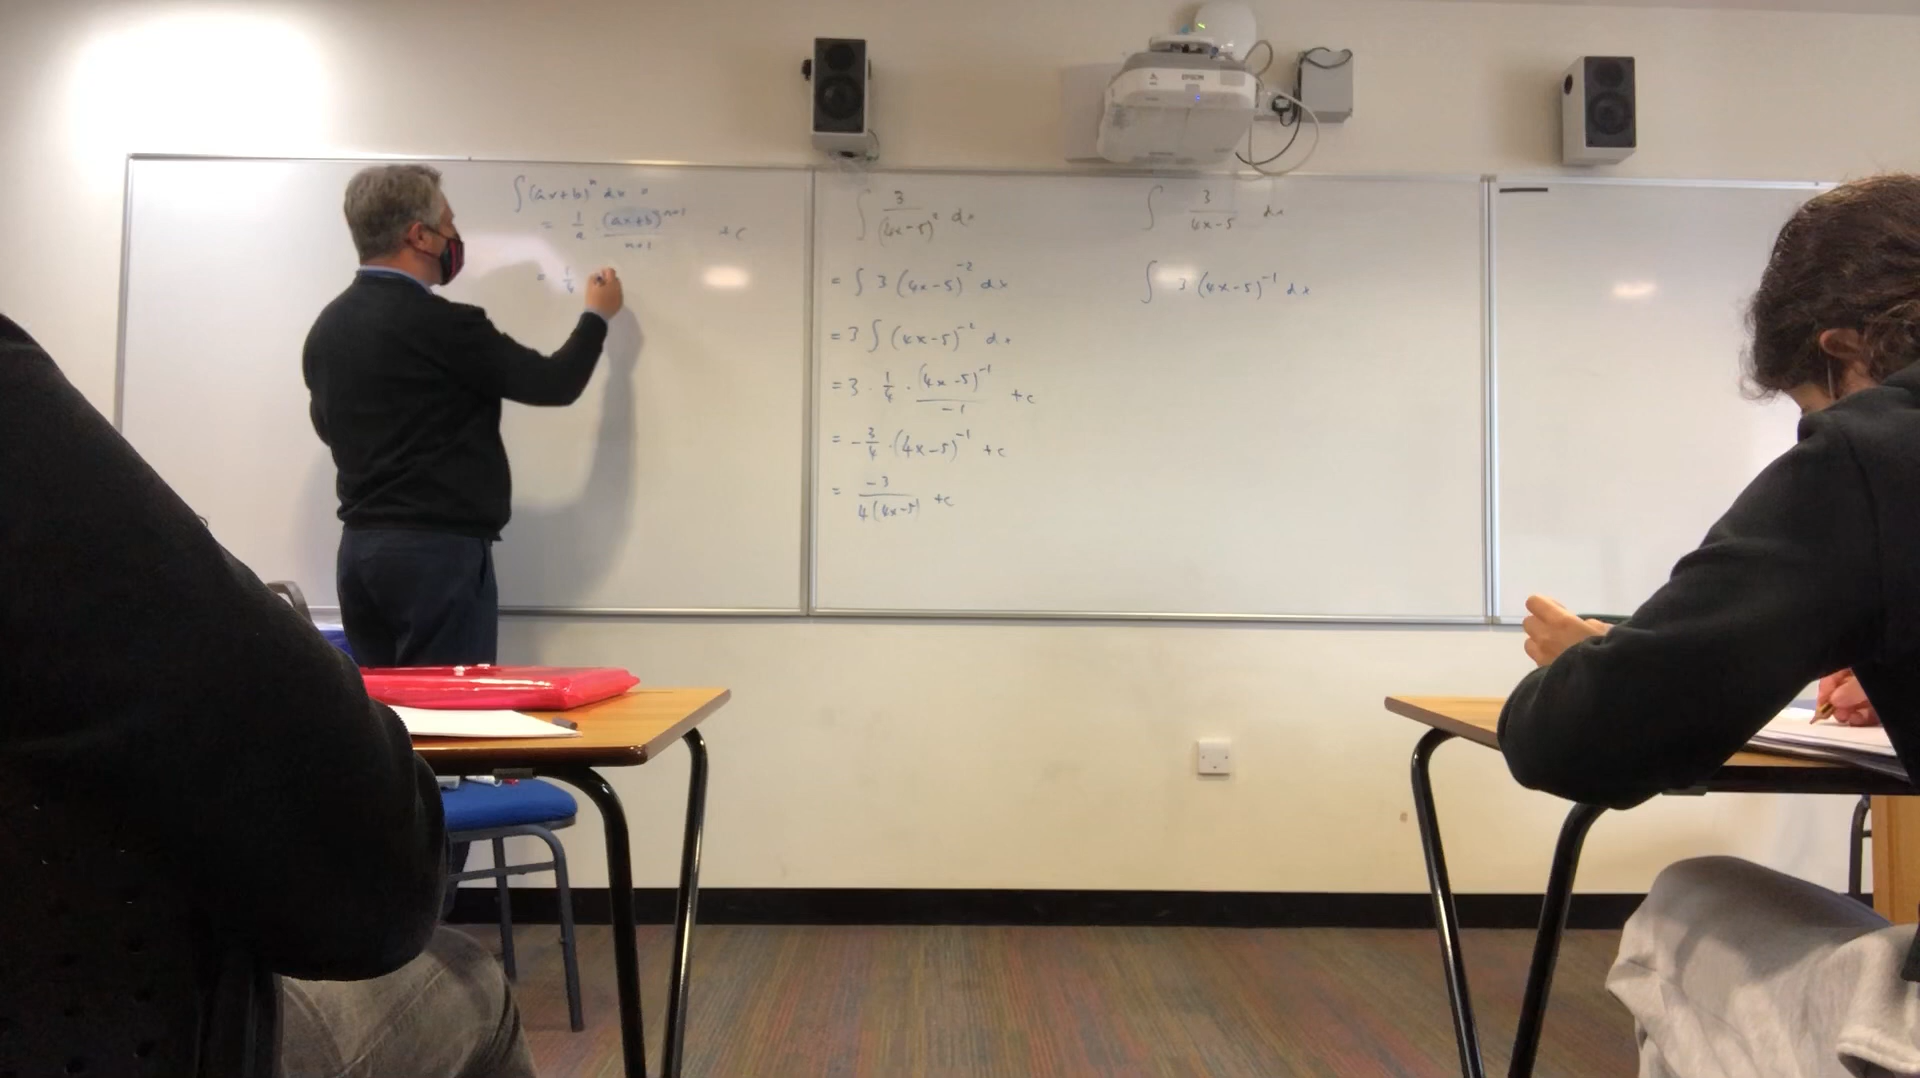 ∫(ax+b)ⁿ dx =
= 1/a · (ax+b)ⁿ⁺¹/n+1 +c
= 1/4
∫ 3/(4x-5)² dx
= ∫ 3 (4x-5)⁻² dx
= 3 ∫ (4x-5)⁻² dx
= 3 · 1/4 · (4x-5)⁻¹/-1 +c
= -3/4 · (4x-5)⁻¹ +c
= -3/4(4x-5) +c
∫ 3/4x-5 dx
∫ 3 (4x-5)⁻¹ dx
EPSON